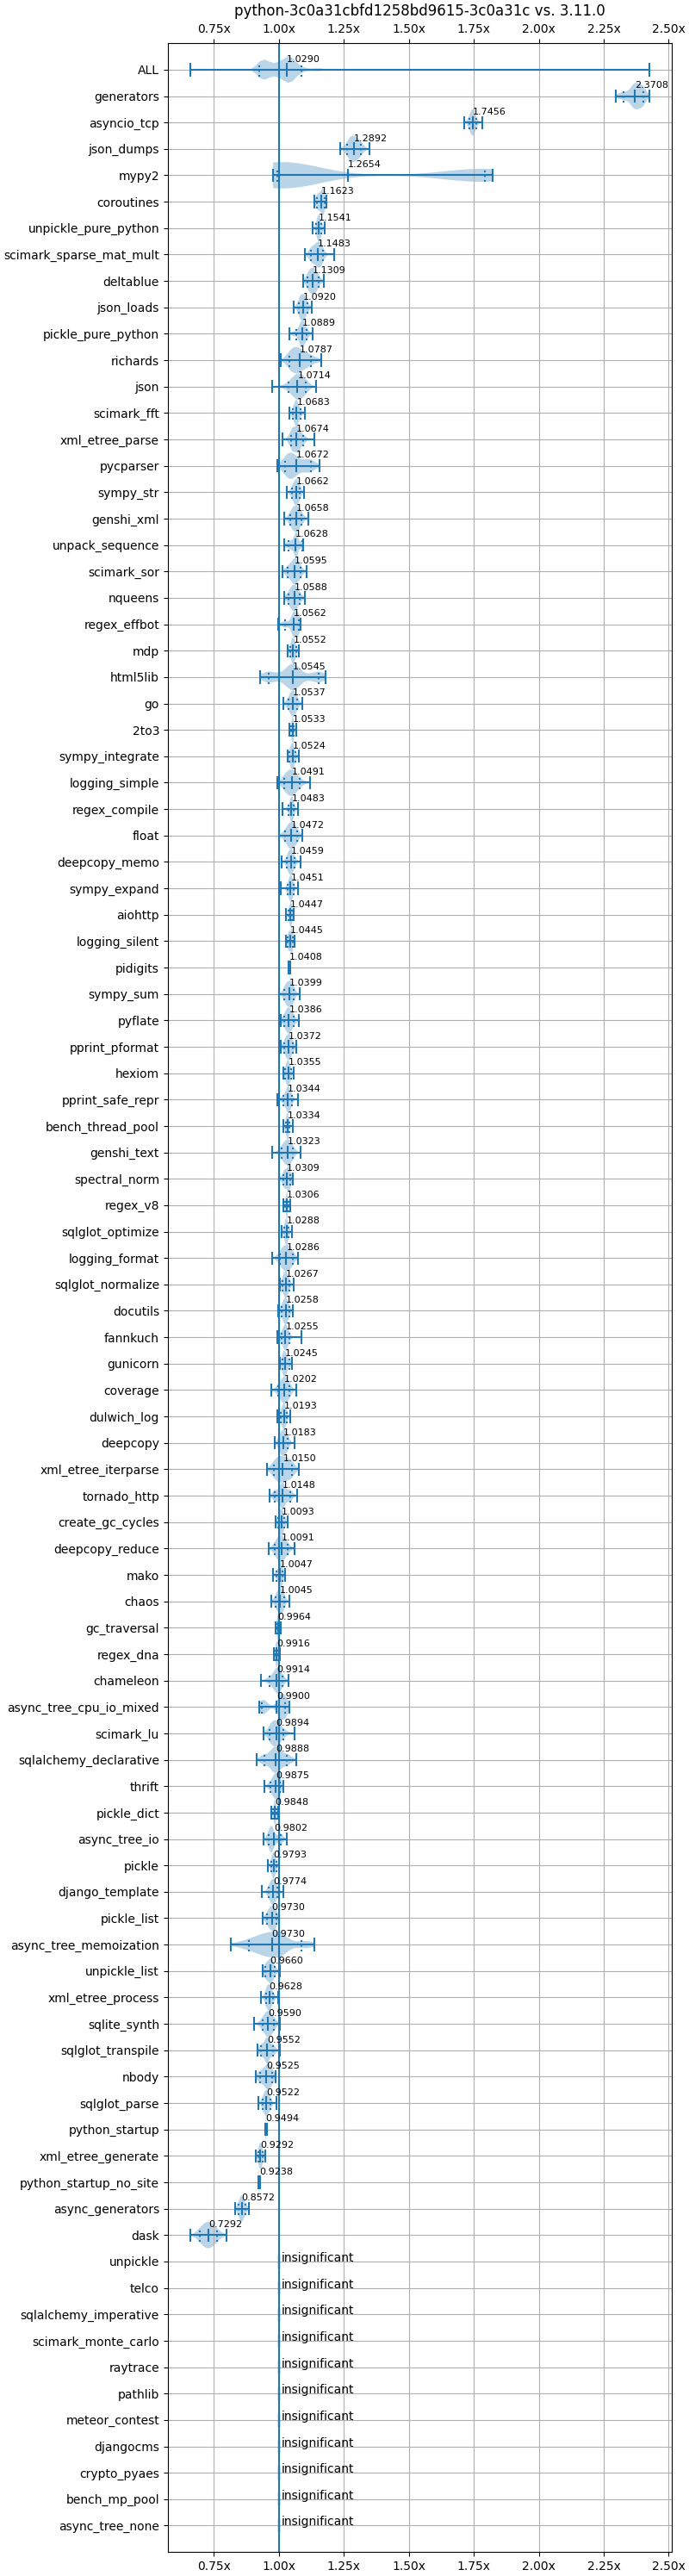 python-3c0a31cbfd1258bd9615-3c0a31c vs. 3.11.0
0.75x 1.00x 1.25x 1.50x 1.75x 2.00x 2.25x 2.50x
ALL 1.0290
generators 2.3708
asyncio_tcp 1.7456
json_dumps 1.2892
mypy2 1.2654
coroutines 1.1623
unpickle_pure_python 1.1541
scimark_sparse_mat_mult 1.1483
deltablue 1.1309
json_loads 1.0920
pickle_pure_python 1.0889
richards 1.0787
json 1.0714
scimark_fft 1.0683
xml_etree_parse 1.0674
pycparser 1.0672
sympy_str 1.0662
genshi_xml 1.0658
unpack_sequence 1.0628
scimark_sor 1.0595
nqueens 1.0588
regex_effbot 1.0562
mdp 1.0552
html5lib 1.0545
go 1.0537
2to3 1.0533
sympy_integrate 1.0524
logging_simple 1.0491
regex_compile 1.0483
float 1.0472
deepcopy_memo 1.0459
sympy_expand 1.0451
aiohttp 1.0447
logging_silent 1.0445
pidigits 1.0408
sympy_sum 1.0399
pyflate 1.0386
pprint_pformat 1.0372
hexiom 1.0355
pprint_safe_repr 1.0344
bench_thread_pool 1.0334
genshi_text 1.0323
spectral_norm 1.0309
regex_v8 1.0306
sqlglot_optimize 1.0288
logging_format 1.0286
sqlglot_normalize 1.0267
docutils 1.0258
fannkuch 1.0255
gunicorn 1.0245
coverage 1.0202
dulwich_log 1.0193
deepcopy 1.0183
xml_etree_iterparse 1.0150
tornado_http 1.0148
create_gc_cycles 1.0093
deepcopy_reduce 1.0091
mako 1.0047
chaos 1.0045
gc_traversal 0.9964
regex_dna 0.9916
chameleon 0.9914
async_tree_cpu_io_mixed 0.9900
scimark_lu 0.9894
sqlalchemy_declarative 0.9888
thrift 0.9875
pickle_dict 0.9848
async_tree_io 0.9802
pickle 0.9793
django_template 0.9774
pickle_list 0.9730
async_tree_memoization 0.9730
unpickle_list 0.9660
xml_etree_process 0.9628
sqlite_synth 0.9590
sqlglot_transpile 0.9552
nbody 0.9525
sqlglot_parse 0.9522
python_startup 0.9494
xml_etree_generate 0.9292
python_startup_no_site 0.9238
async_generators 0.8572
dask 0.7292
unpickle insignificant
telco insignificant
sqlalchemy_imperative insignificant
scimark_monte_carlo insignificant
raytrace insignificant
pathlib insignificant
meteor_contest insignificant
djangocms insignificant
crypto_pyaes insignificant
bench_mp_pool insignificant
async_tree_none insignificant
0.75x 1.00x 1.25x 1.50x 1.75x 2.00x 2.25x 2.50x